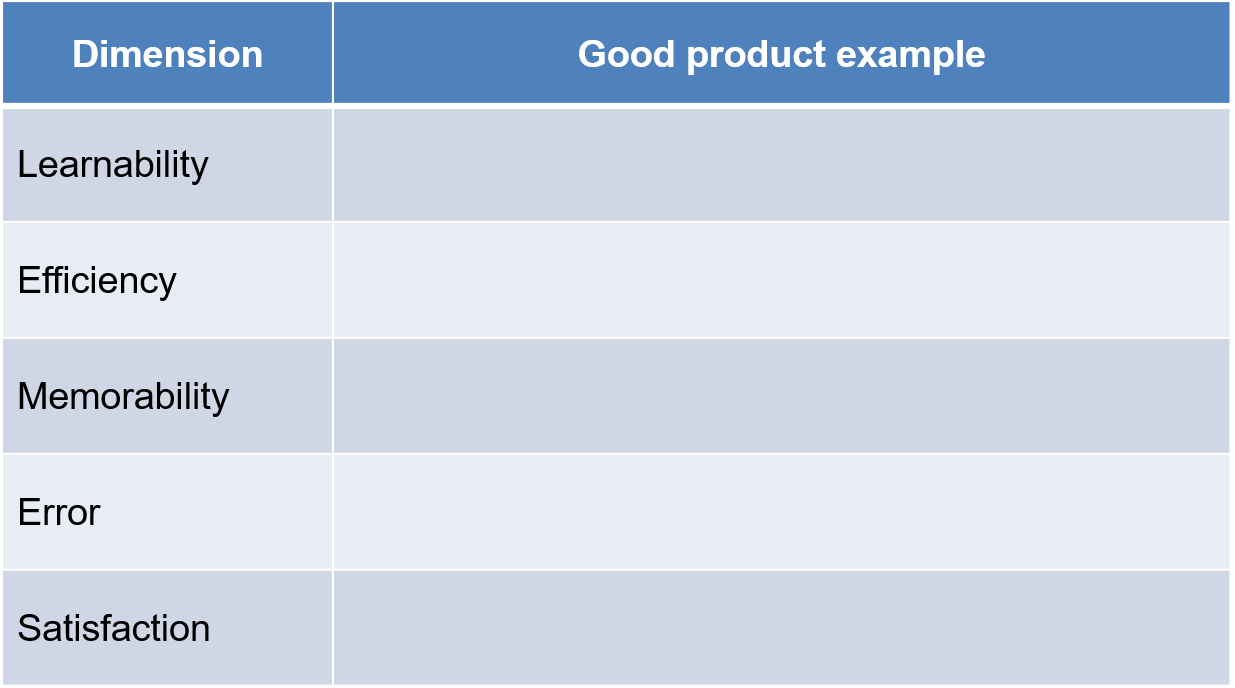 Dimension
Good product example
Learnability
Efficiency
Memorability
Error
Satisfaction